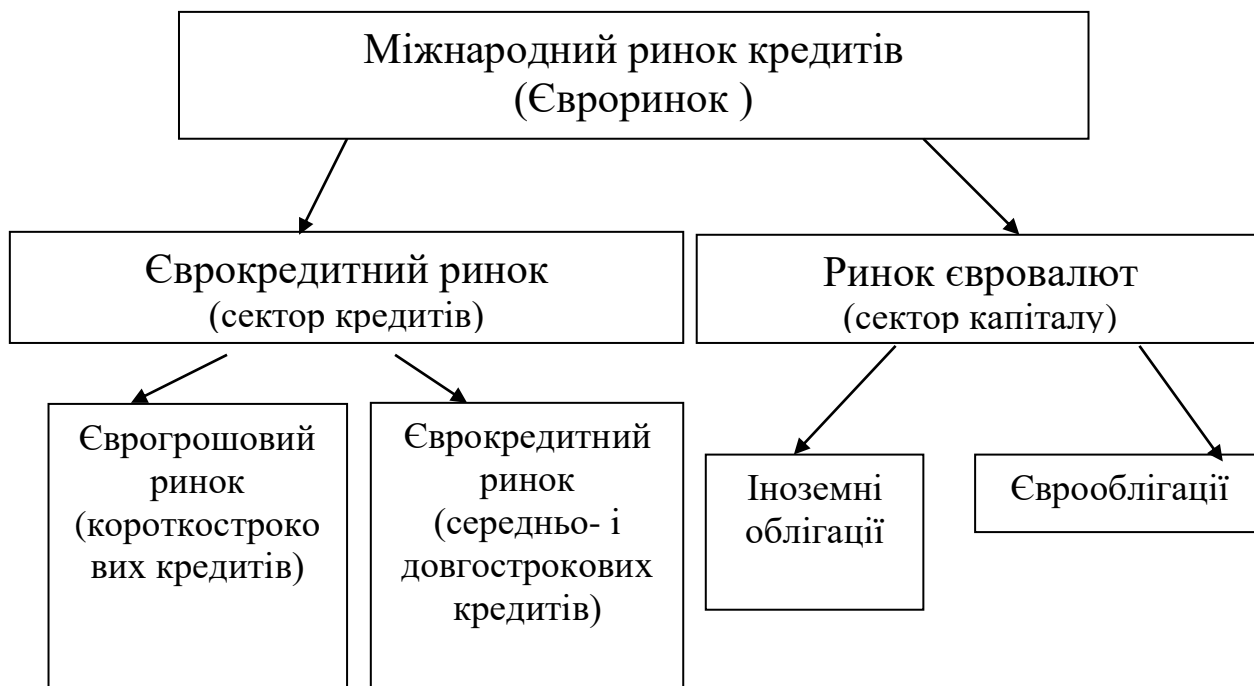 Міжнародний ринок кредитів
(Євроринок )
Єврокредитний ринок
(сектор кредитів)
Ринок євровалют
(сектор капіталу)
Єврогрошовий
ринок
(короткостроко
вих кредитів)
Єврокредитний
ринок
(середньо- і
довгострокових
кредитів)
Іноземні
облігації
Єврооблігації